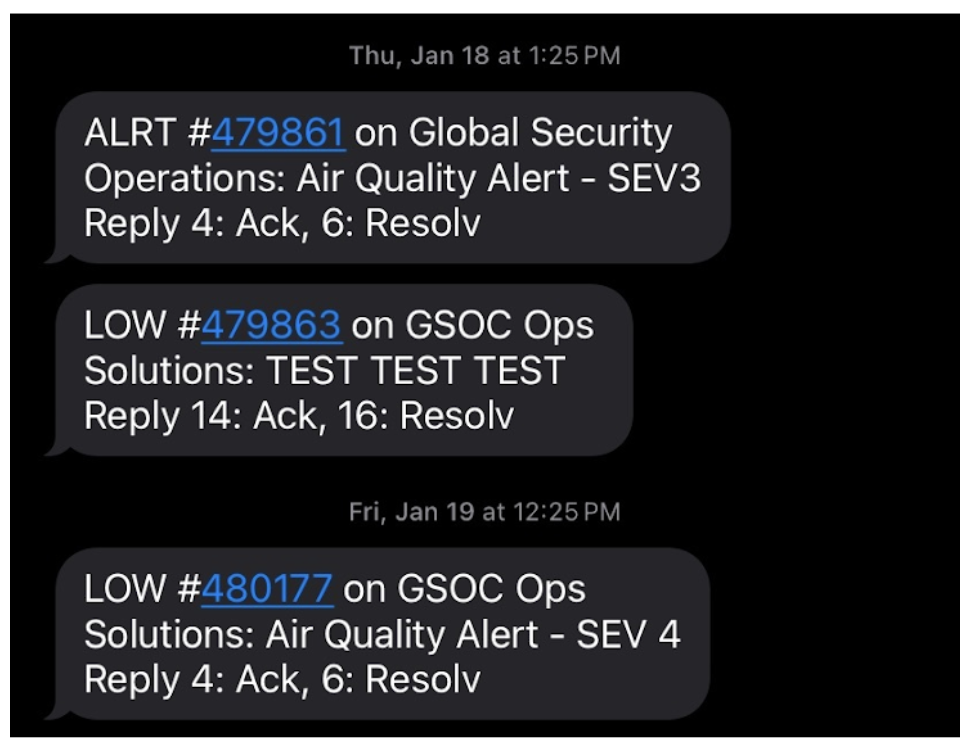 Thu, Jan 18 at 1:25 PM
ALRT #479861 on Global Security
Operations: Air Quality Alert - SEV3
Reply 4: Ack, 6: Resolv
LOW #479863 on GSOC Ops
Solutions: TEST TEST TEST
Reply 14: Ack, 16: Resolv
Fri, Jan 19 at 12:25 PM
LOW #480177 on GSOC Ops
Solutions: Air Quality Alert - SEV 4
Reply 4: Ack, 6: Resolv